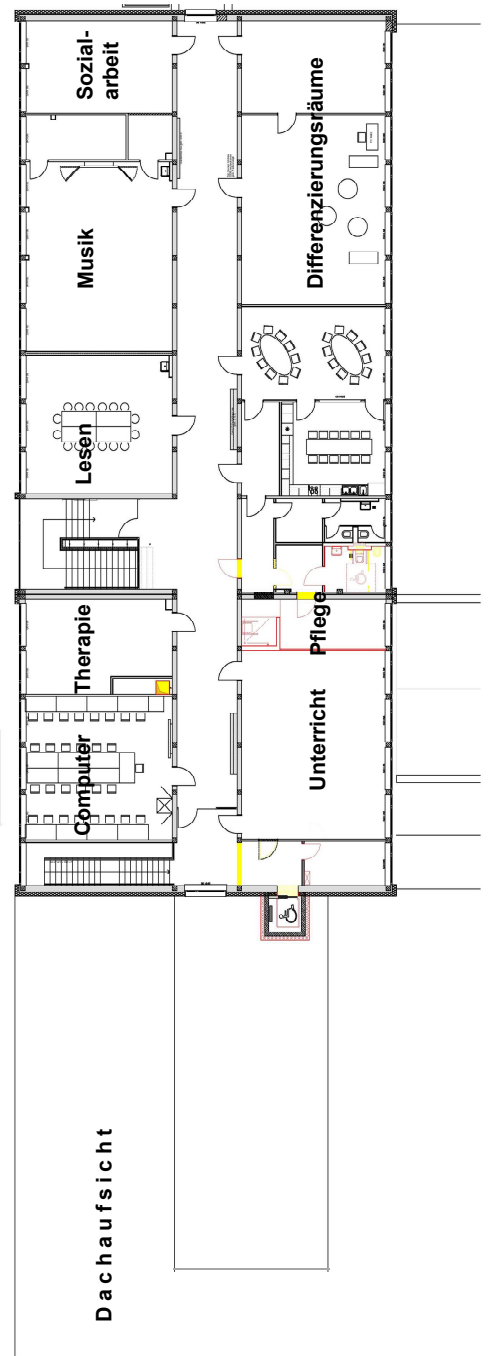 Sozial-
arbeit
Differenzierungsräume
Musik
Lesen
Therapie
Pflege
Computer
Unterricht
Dachaufsicht